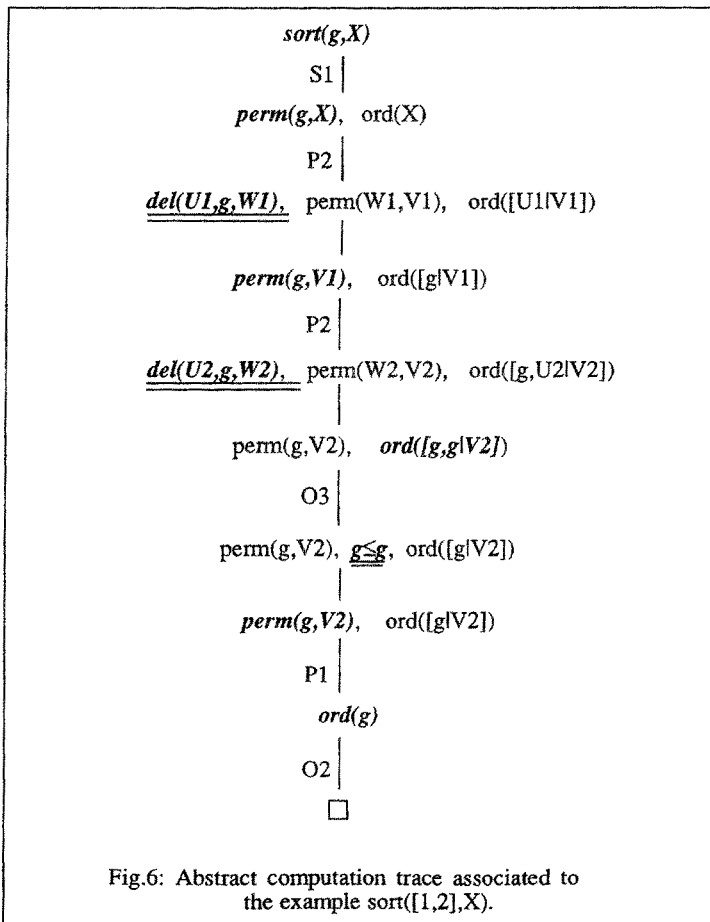 sort(g,X)
S1
perm(g,X), ord(X)
P2
del(U1,g,W1), perm(W1,V1), ord([U1|V1])
perm(g,V1), ord([g|V1])
P2
del(U2,g,W2), perm(W2,V2), ord([g,U2|V2])
perm(g,V2), ord([g,g|V2])
O3
perm(g,V2), g≤g, ord([g|V2])
perm(g,V2), ord([g|V2])
P1
ord(g)
O2
□
Fig.6: Abstract computation trace associated to
the example sort([1,2],X).